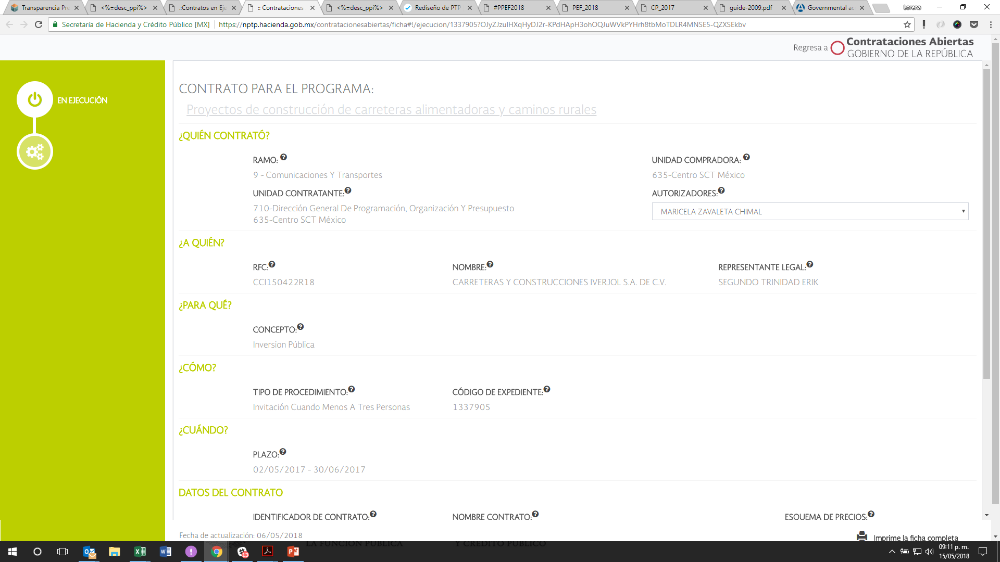 Transparencia Pre
<%=desc_ppi%>
.:Contratos en Eje
:: Contrataciones
<%=desc_ppi%>
Rediseño de PTP
#PPEF2018
PEF_2018
CP_2017
guide-2009.pdf
Governmental ac
Lorena
Secretaría de Hacienda y Crédito Público [MX]
https://nptp.hacienda.gob.mx/contratacionesabiertas/ficha#!/ejecucion/1337905?OJyZJzuIHXqHyDJ2r-KPdHApH3ohOQJuWVkPYHrh8tbMoTDLR4MNSE5-QZXSEkbv
Regresa a
Contrataciones Abiertas
GOBIERNO DE LA REPÚBLICA
EN EJECUCIÓN
CONTRATO PARA EL PROGRAMA:
Proyectos de construcción de carreteras alimentadoras y caminos rurales
¿QUIÉN CONTRATÓ?
RAMO:
UNIDAD COMPRADORA:
9 - Comunicaciones Y Transportes
635-Centro SCT México
UNIDAD CONTRATANTE:
AUTORIZADORES:
710-Dirección General De Programación, Organización Y Presupuesto
635-Centro SCT México
MARICELA ZAVALETA CHIMAL
¿A QUIÉN?
RFC:
NOMBRE:
REPRESENTANTE LEGAL:
CCI150422R18
CARRETERAS Y CONSTRUCCIONES IVERJOL S.A. DE C.V.
SEGUNDO TRINIDAD ERIK
¿PARA QUÉ?
CONCEPTO:
Inversion Pública
¿CÓMO?
TIPO DE PROCEDIMIENTO:
CÓDIGO DE EXPEDIENTE:
Invitación Cuando Menos A Tres Personas
1337905
¿CUÁNDO?
PLAZO:
02/05/2017 - 30/06/2017
DATOS DEL CONTRATO
IDENTIFICADOR DE CONTRATO:
NOMBRE CONTRATO:
ESQUEMA DE PRECIOS:
Fecha de actualización: 06/05/2018
Imprime la ficha completa
LA FUNCIÓN PÚBLICA
Y CRÉDITO PÚBLICO
13
09:11 p. m.
15/05/2018